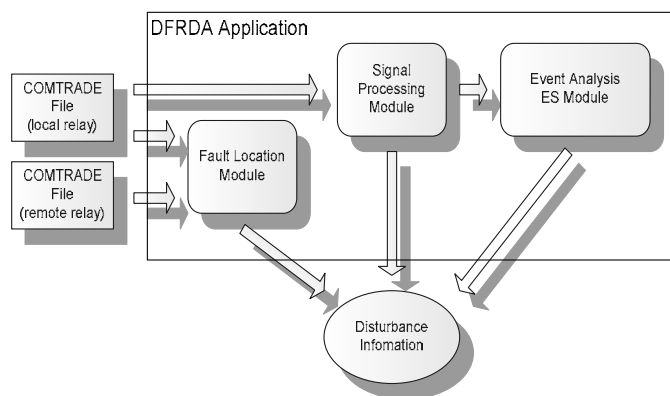 DFRDA Application
COMTRADE
File
(local relay)
Signal
Processing
Module
Event Analysis
ES Module
Fault Location
Module
COMTRADE
File
(remote relay)
Disturbance
Infomation